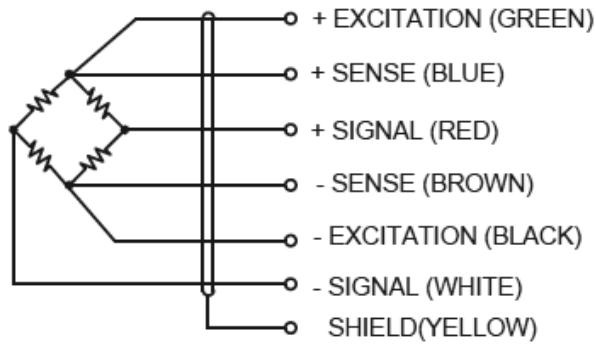 + EXCITATION (GREEN)
+ SENSE (BLUE)
+ SIGNAL (RED)
- SENSE (BROWN)
- EXCITATION (BLACK)
- SIGNAL (WHITE)
SHIELD(YELLOW)